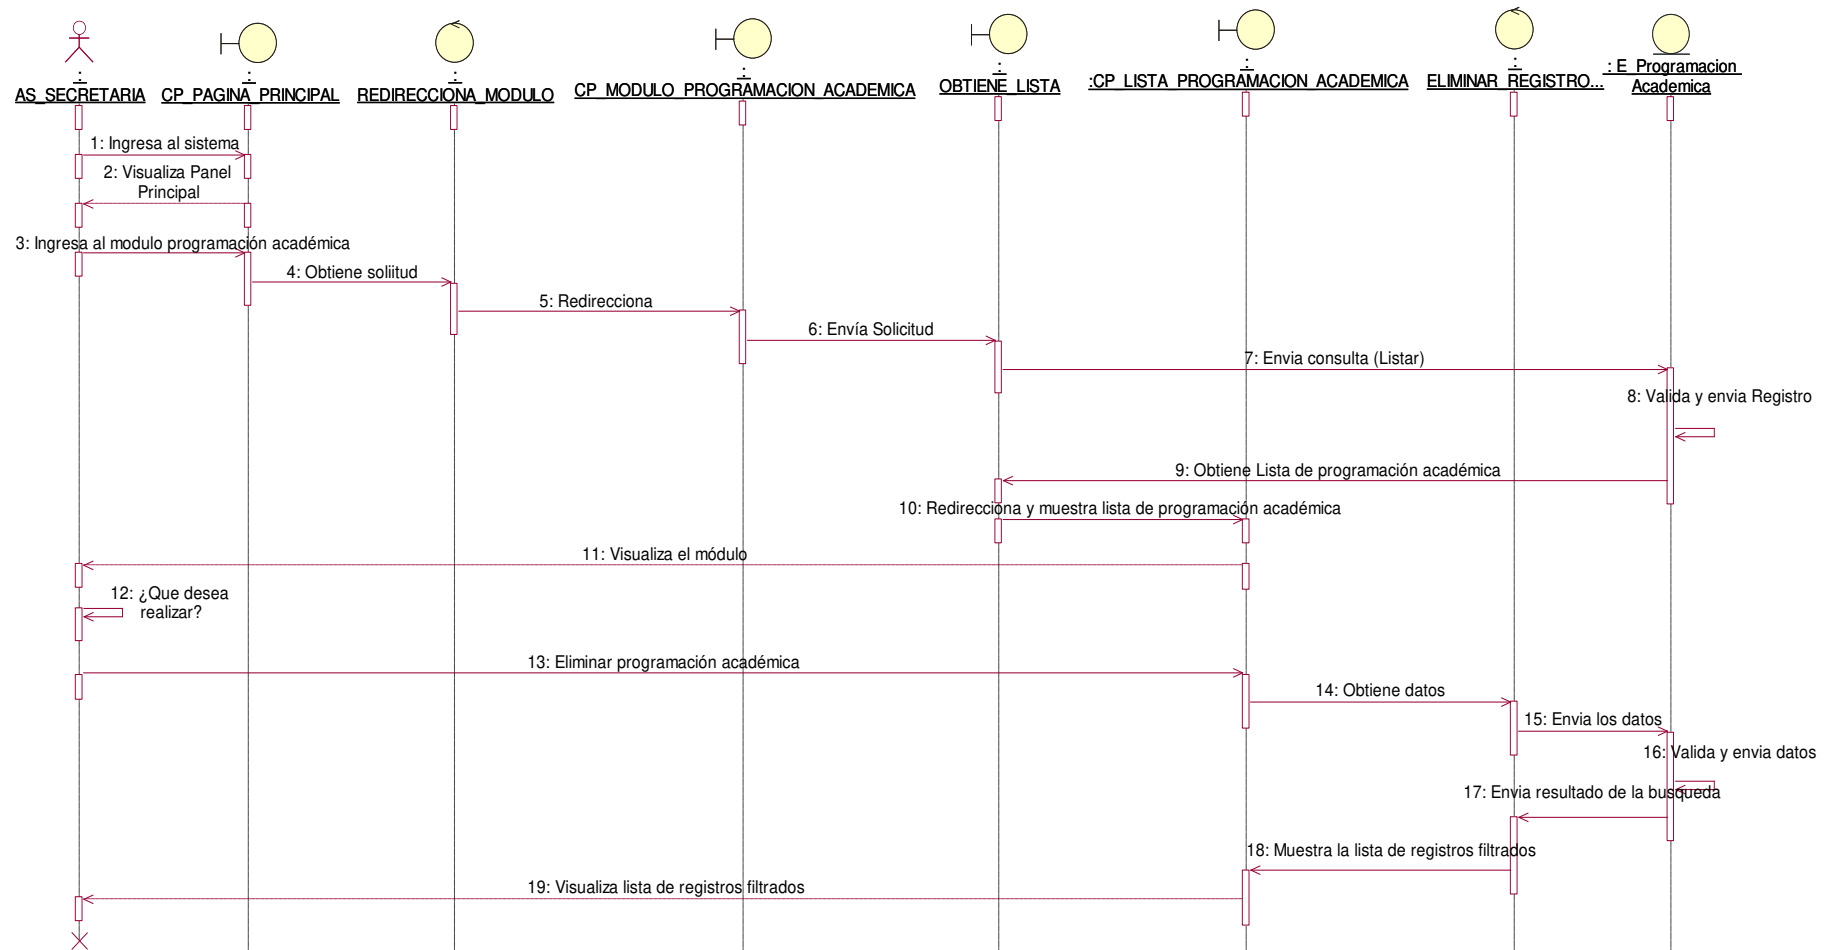 :
AS_SECRETARIA
:
CP_PAGINA_PRINCIPAL
:
REDIRECCIONA_MODULO
:
CP_MODULO_PROGRAMACION_ACADEMICA
:
OBTIENE_LISTA
:
:CP_LISTA_PROGRAMACION_ACADEMICA
:
ELIMINAR_REGISTRO...
: E_Programacion_
Academica
1: Ingresa al sistema
2: Visualiza Panel
Principal
3: Ingresa al modulo programación académica
4: Obtiene soliitud
5: Redirecciona
6: Envía Solicitud
7: Envia consulta (Listar)
8: Valida y envia Registro
9: Obtiene Lista de programación académica
10: Redirecciona y muestra lista de programación académica
11: Visualiza el módulo
12: ¿Que desea
realizar?
13: Eliminar programación académica
14: Obtiene datos
15: Envia los datos
16: Valida y envia datos
17: Envia resultado de la busqueda
18: Muestra la lista de registros filtrados
19: Visualiza lista de registros filtrados